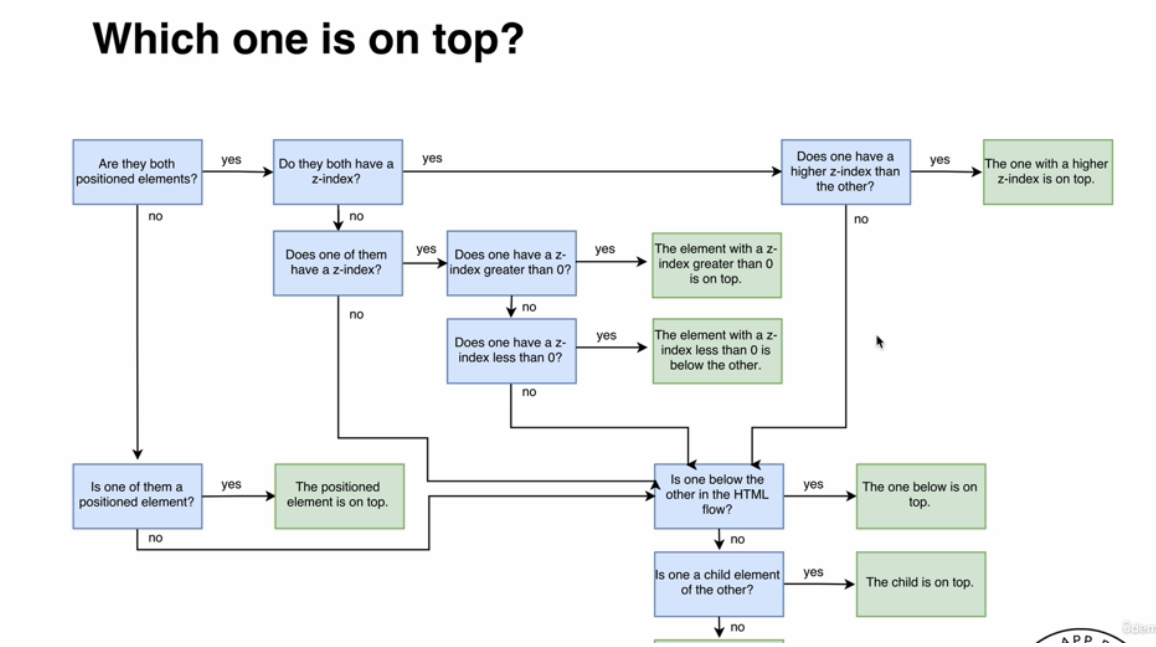 Which one is on top?
Are they both
positioned elements?
yes
Do they both have a
z-index?
yes
Does one have a
higher z-index than
the other?
yes
The one with a higher
z-index is on top.
no
no
no
Does one of them
have a z-index?
yes
Does one have a z-
index greater than 0?
yes
The element with a z-
index greater than 0
is on top.
no
no
Does one have a z-
index less than 0?
yes
The element with a z-
index less than 0 is
below the other.
no
Is one of them a
positioned element?
yes
The positioned
element is on top.
Is one below the
other in the HTML
flow?
yes
The one below is on
top.
no
no
Is one a child element
of the other?
yes
The child is on top.
no
APP